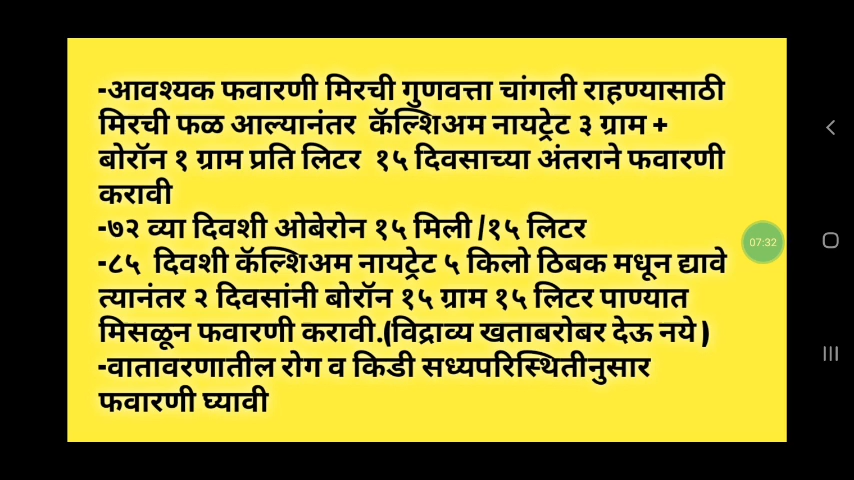 -आवश्यक फवारणी मिरची गुणवत्ता चांगली राहण्यासाठी
मिरची फळ आल्यानंतर कॅल्शिअम नायट्रेट ३ ग्राम +
बोरॉन १ ग्राम प्रति लिटर १५ दिवसाच्या अंतराने फवारणी
करावी
-७२ व्या दिवशी ओबेरोन १५ मिली /१५ लिटर
-८५ दिवशी कॅल्शिअम नायट्रेट ५ किलो ठिबक मधून द्यावे
त्यानंतर २ दिवसांनी बोरॉन १५ ग्राम १५ लिटर पाण्यात
मिसळून फवारणी करावी.(विद्राव्य खताबरोबर देऊ नये )
-वातावरणातील रोग व किडी सध्यपरिस्थितीनुसार
फवारणी घ्यावी
07:32